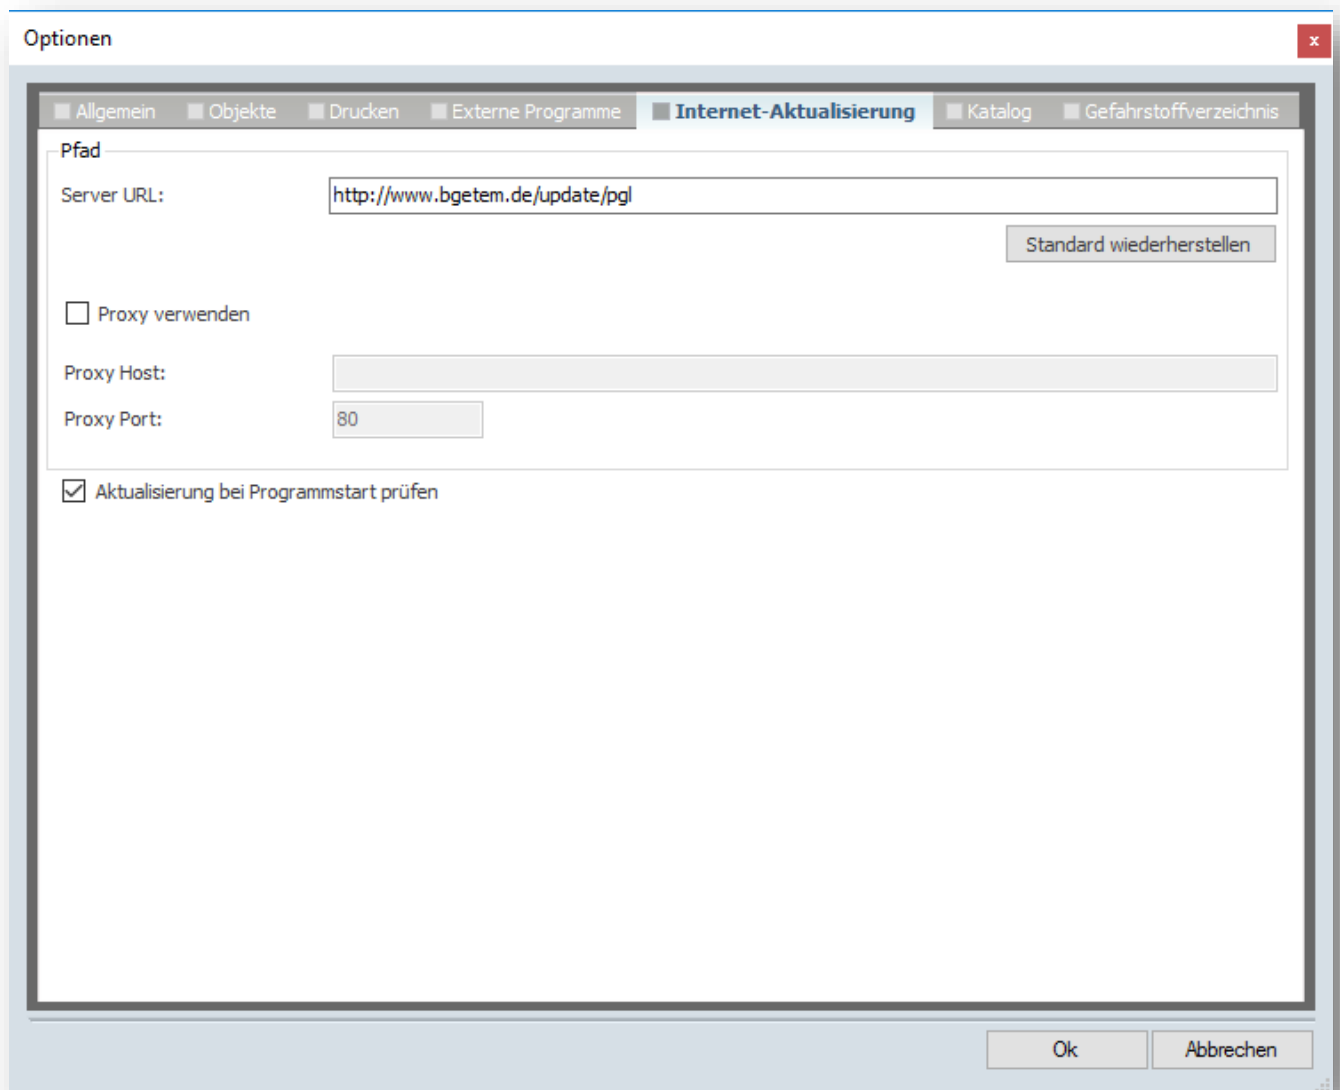 Optionen
x
Allgemein Objekte Drucken Externe Programme Internet-Aktualisierung Katalog Gefahrstoffverzeichnis
Pfad
Server URL: http://www.bgetem.de/update/pgl
Standard wiederherstellen
Proxy verwenden
Proxy Host:
Proxy Port: 80
Aktualisierung bei Programmstart prüfen
Ok Abbrechen